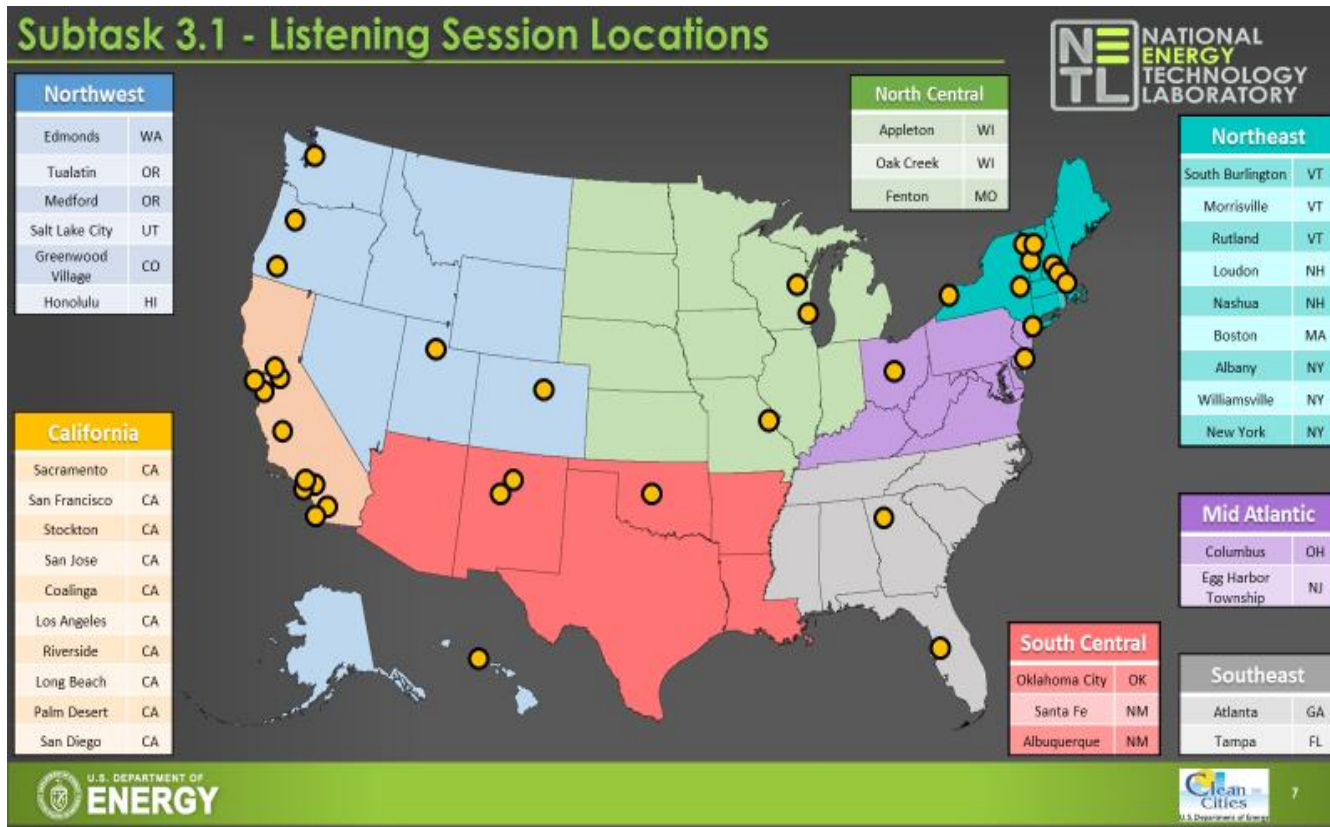 Subtask 3.1 - Listening Session Locations
NATIONAL
ENERGY
TECHNOLOGY
LABORATORY
NE
TL
Northwest
Edmonds WA
Tualatin OR
Medford OR
Salt Lake City UT
Greenwood
Village CO
Honolulu HI
North Central
Appleton WI
Oak Creek WI
Fenton MO
Northeast
South Burlington VT
Morrisville VT
Rutland VT
Loudon NH
Nashua NH
Boston MA
Albany NY
Williamsville NY
New York NY
California
Sacramento CA
San Francisco CA
Stockton CA
San Jose CA
Coalinga CA
Los Angeles CA
Riverside CA
Long Beach CA
Palm Desert CA
San Diego CA
Mid Atlantic
Columbus OH
Egg Harbor
Township NJ
South Central
Oklahoma City OK
Santa Fe NM
Albuquerque NM
Southeast
Atlanta GA
Tampa FL
U.S. DEPARTMENT OF
ENERGY
Clean
Cities
U.S. Department of Energy
7